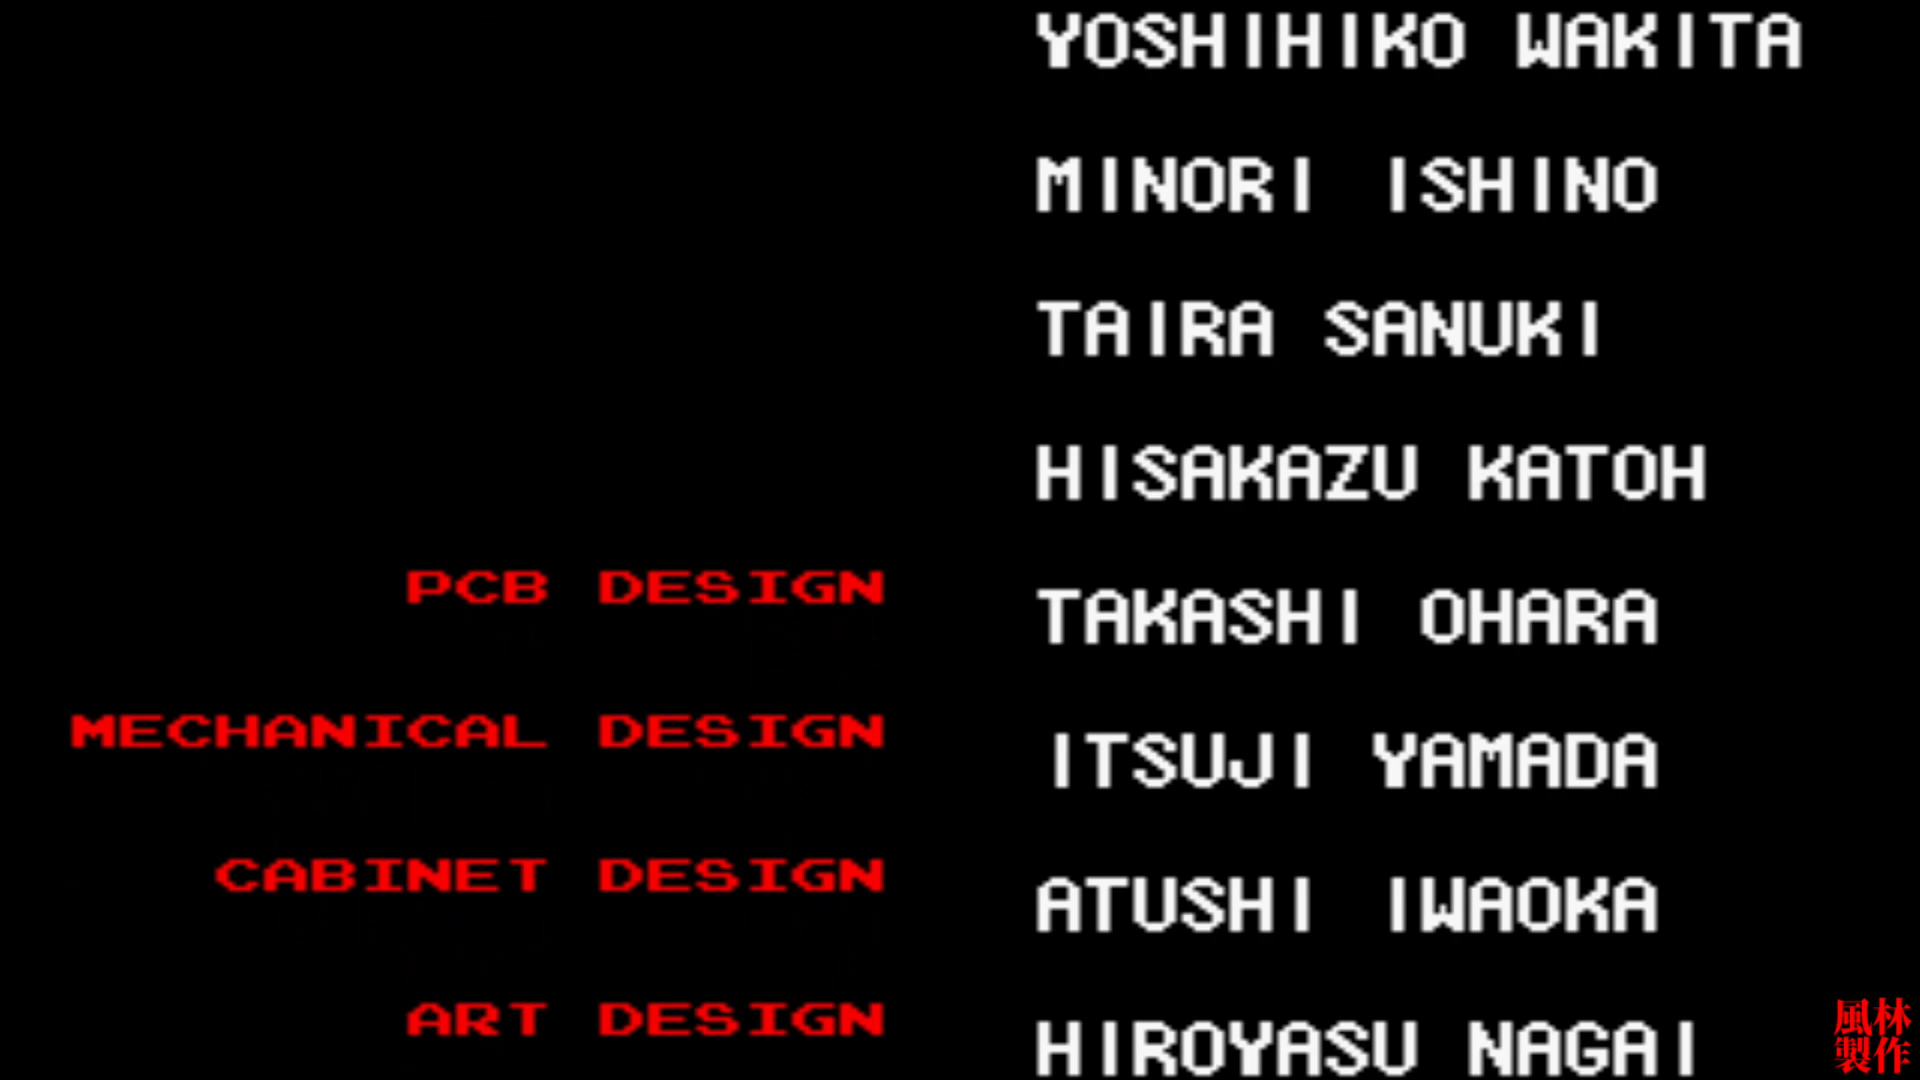 YOSHIHIKO WAKITA
MINORI ISHINO
TAIRA SANUKI
HISAKAZU KATOH
PCB DESIGN TAKASHI OHARA
MECHANICAL DESIGN ITSUJI YAMADA
CABINET DESIGN ATUSHI IWAOKA
ART DESIGN HIROYASU NAGAI
風林
製作